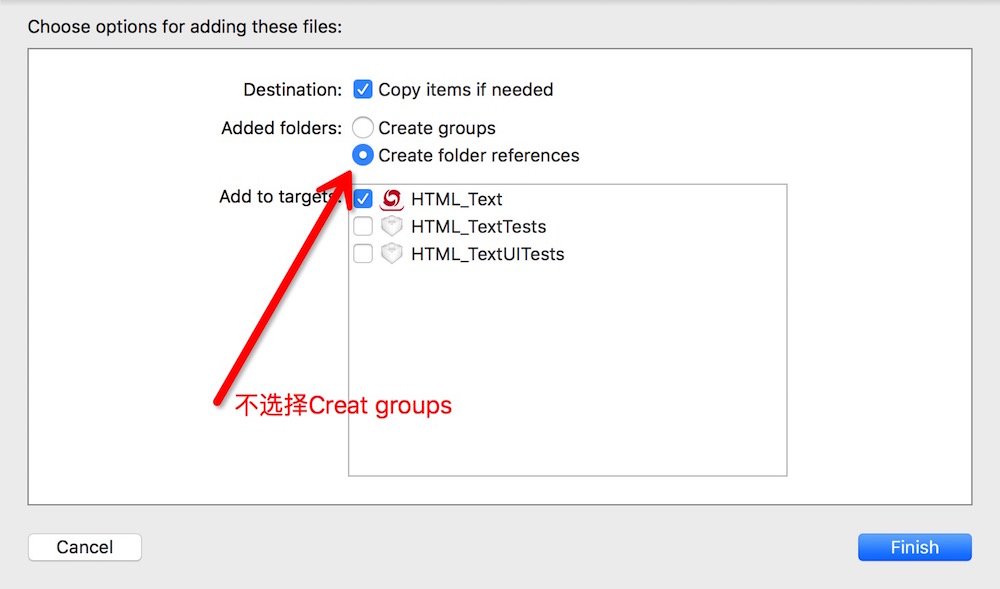 Choose options for adding these files:
Destination: Copy items if needed
Added folders: Create groups
Create folder references
Add to targets: HTML_Text
HTML_TextTests
HTML_TextUITests
不选择Creat groups
Cancel Finish